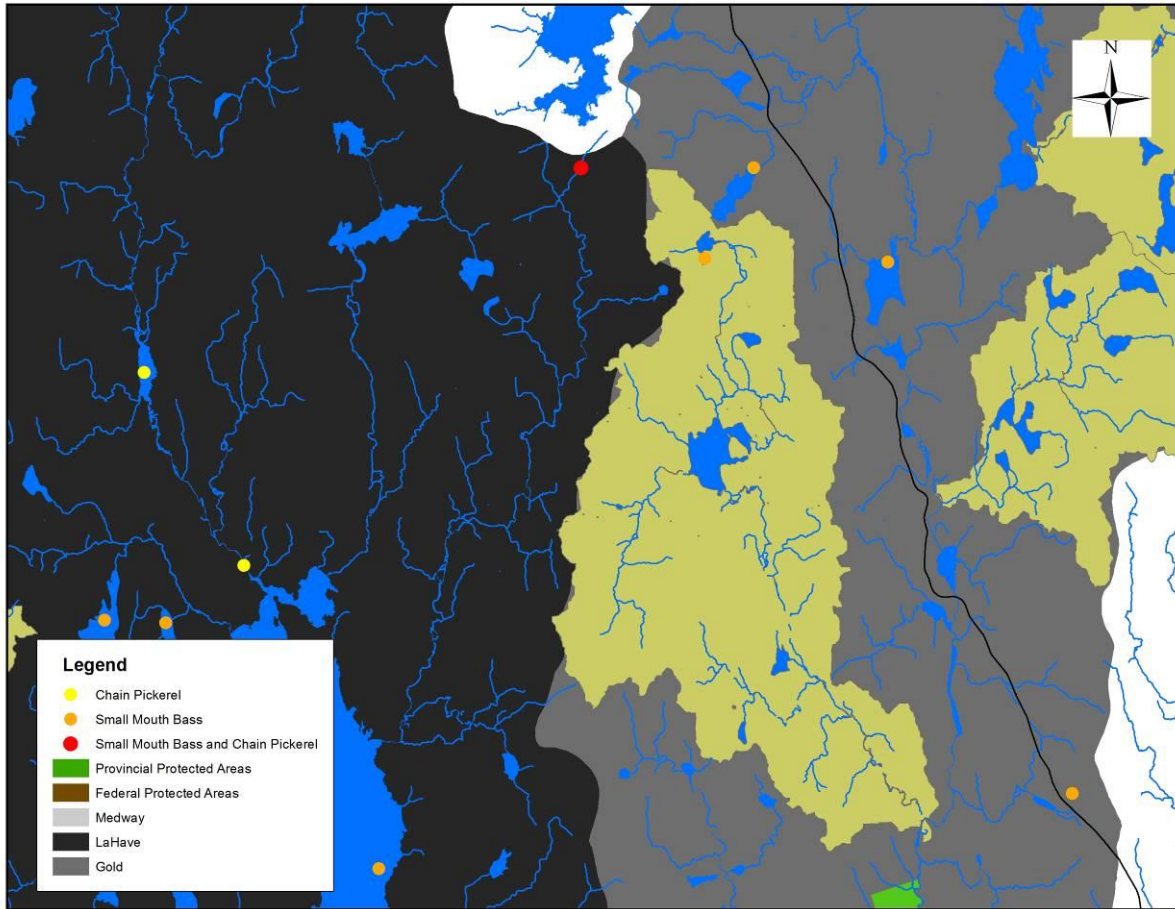 N
Legend
Chain Pickerel
Small Mouth Bass
Small Mouth Bass and Chain Pickerel
Provincial Protected Areas
Federal Protected Areas
Medway
LaHave
Gold